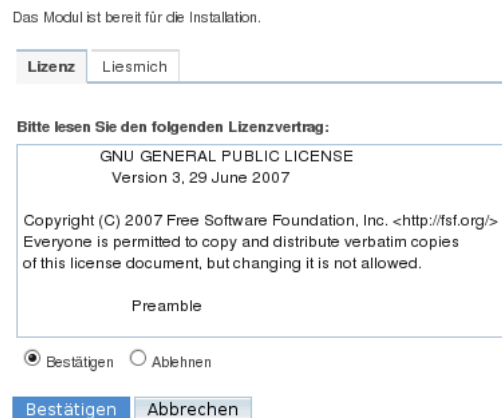 Das Modul ist bereit für die Installation.
Lizenz Liesmich
Bitte lesen Sie den folgenden Lizenzvertrag:
GNU GENERAL PUBLIC LICENSE
Version 3, 29 June 2007
Copyright (C) 2007 Free Software Foundation, Inc. <http://fsf.org/>
Everyone is permitted to copy and distribute verbatim copies
of this license document, but changing it is not allowed.
Preamble
Bestätigen Ablehnen
Bestätigen Abbrechen